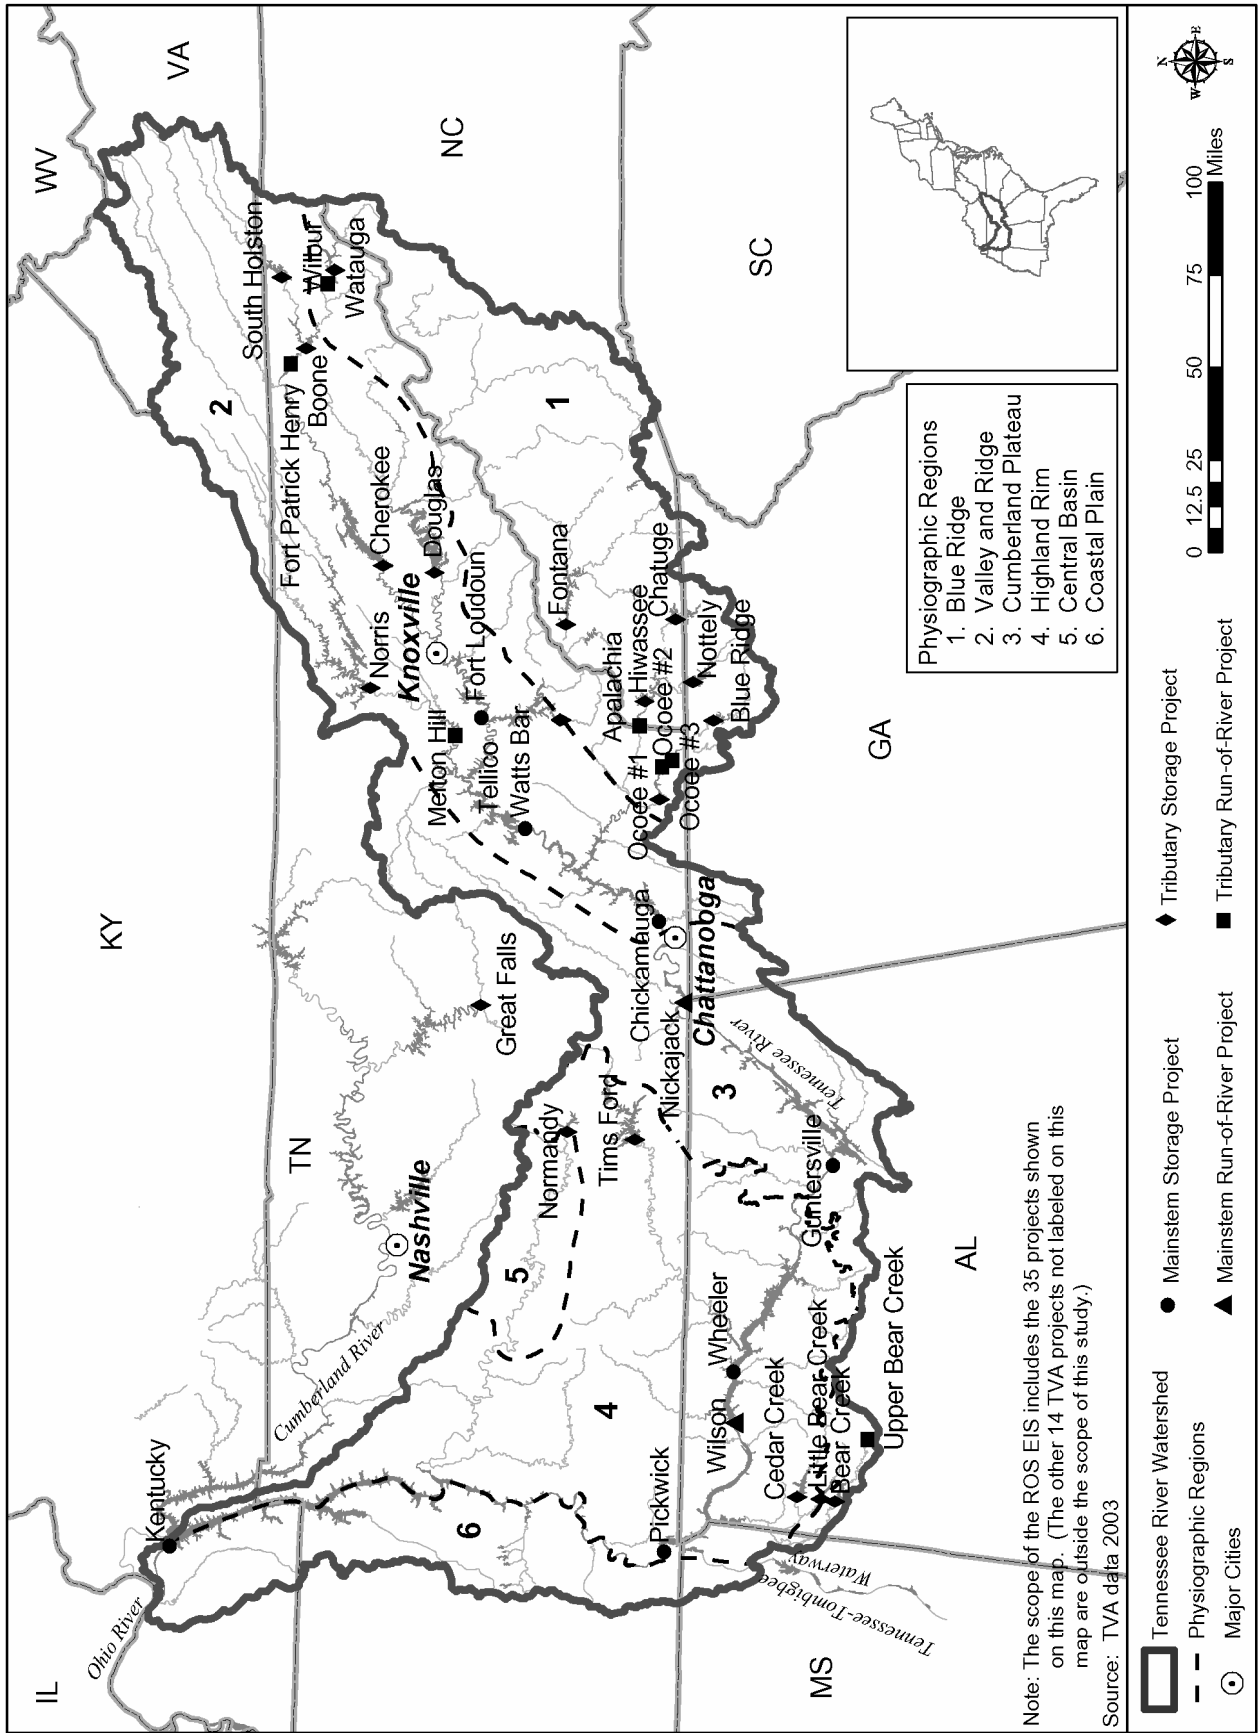 IL
KY
WV
VA
Ohio River
Kentucky
TN
NC
SC
GA
AL
MS
Cumberland River
Nashville
Great Falls
South Holston
Wilbur
Watauga
Fort Patrick Henry
Boone
Cherokee
Douglas
Norris
Knoxville
Fort Loudoun
Melton Hill
Tellico
Watts Bar
Fontana
Apalachia
Hiwassee
Chatuge
Ocoee #1
Ocoee #2
Ocoee #3
Nottely
Blue Ridge
Chickamauga
Chattanooga
Nickajack
Tennessee River
Normandy
Tims Ford
Guntersville
Wheeler
Wilson
Pickwick
Cedar Creek
Little Bear Creek
Bear Creek
Upper Bear Creek
Tennessee-Tombigbee
Waterway
1
2
3
4
5
6
Physiographic Regions
1. Blue Ridge
2. Valley and Ridge
3. Cumberland Plateau
4. Highland Rim
5. Central Basin
6. Coastal Plain
Note: The scope of the ROS EIS includes the 35 projects shown
on this map. (The other 14 TVA projects not labeled on this
map are outside the scope of this study.)
Source: TVA data 2003
Tennessee River Watershed
Physiographic Regions
Major Cities
Mainstem Storage Project
Mainstem Run-of-River Project
Tributary Storage Project
Tributary Run-of-River Project
0 12.5 25 50 75 100
Miles
N
E
S
W